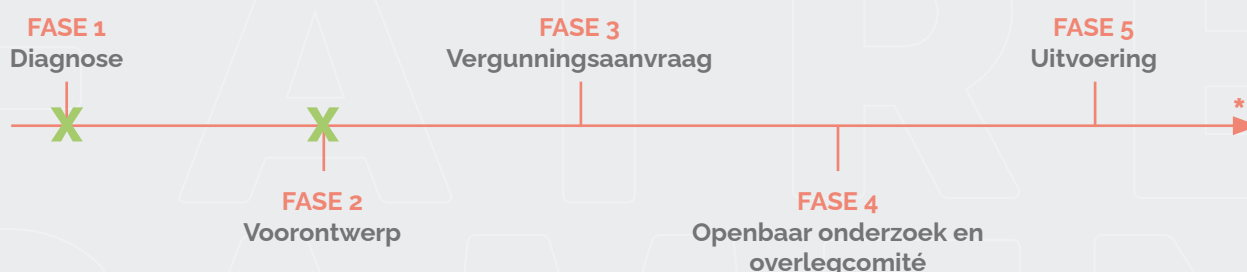 FASE 1
Diagnose
FASE 3
Vergunningsaanvraag
FASE 5
Uitvoering
*
X
X
FASE 2
Voorontwerp
FASE 4
Openbaar onderzoek en
overlegcomité